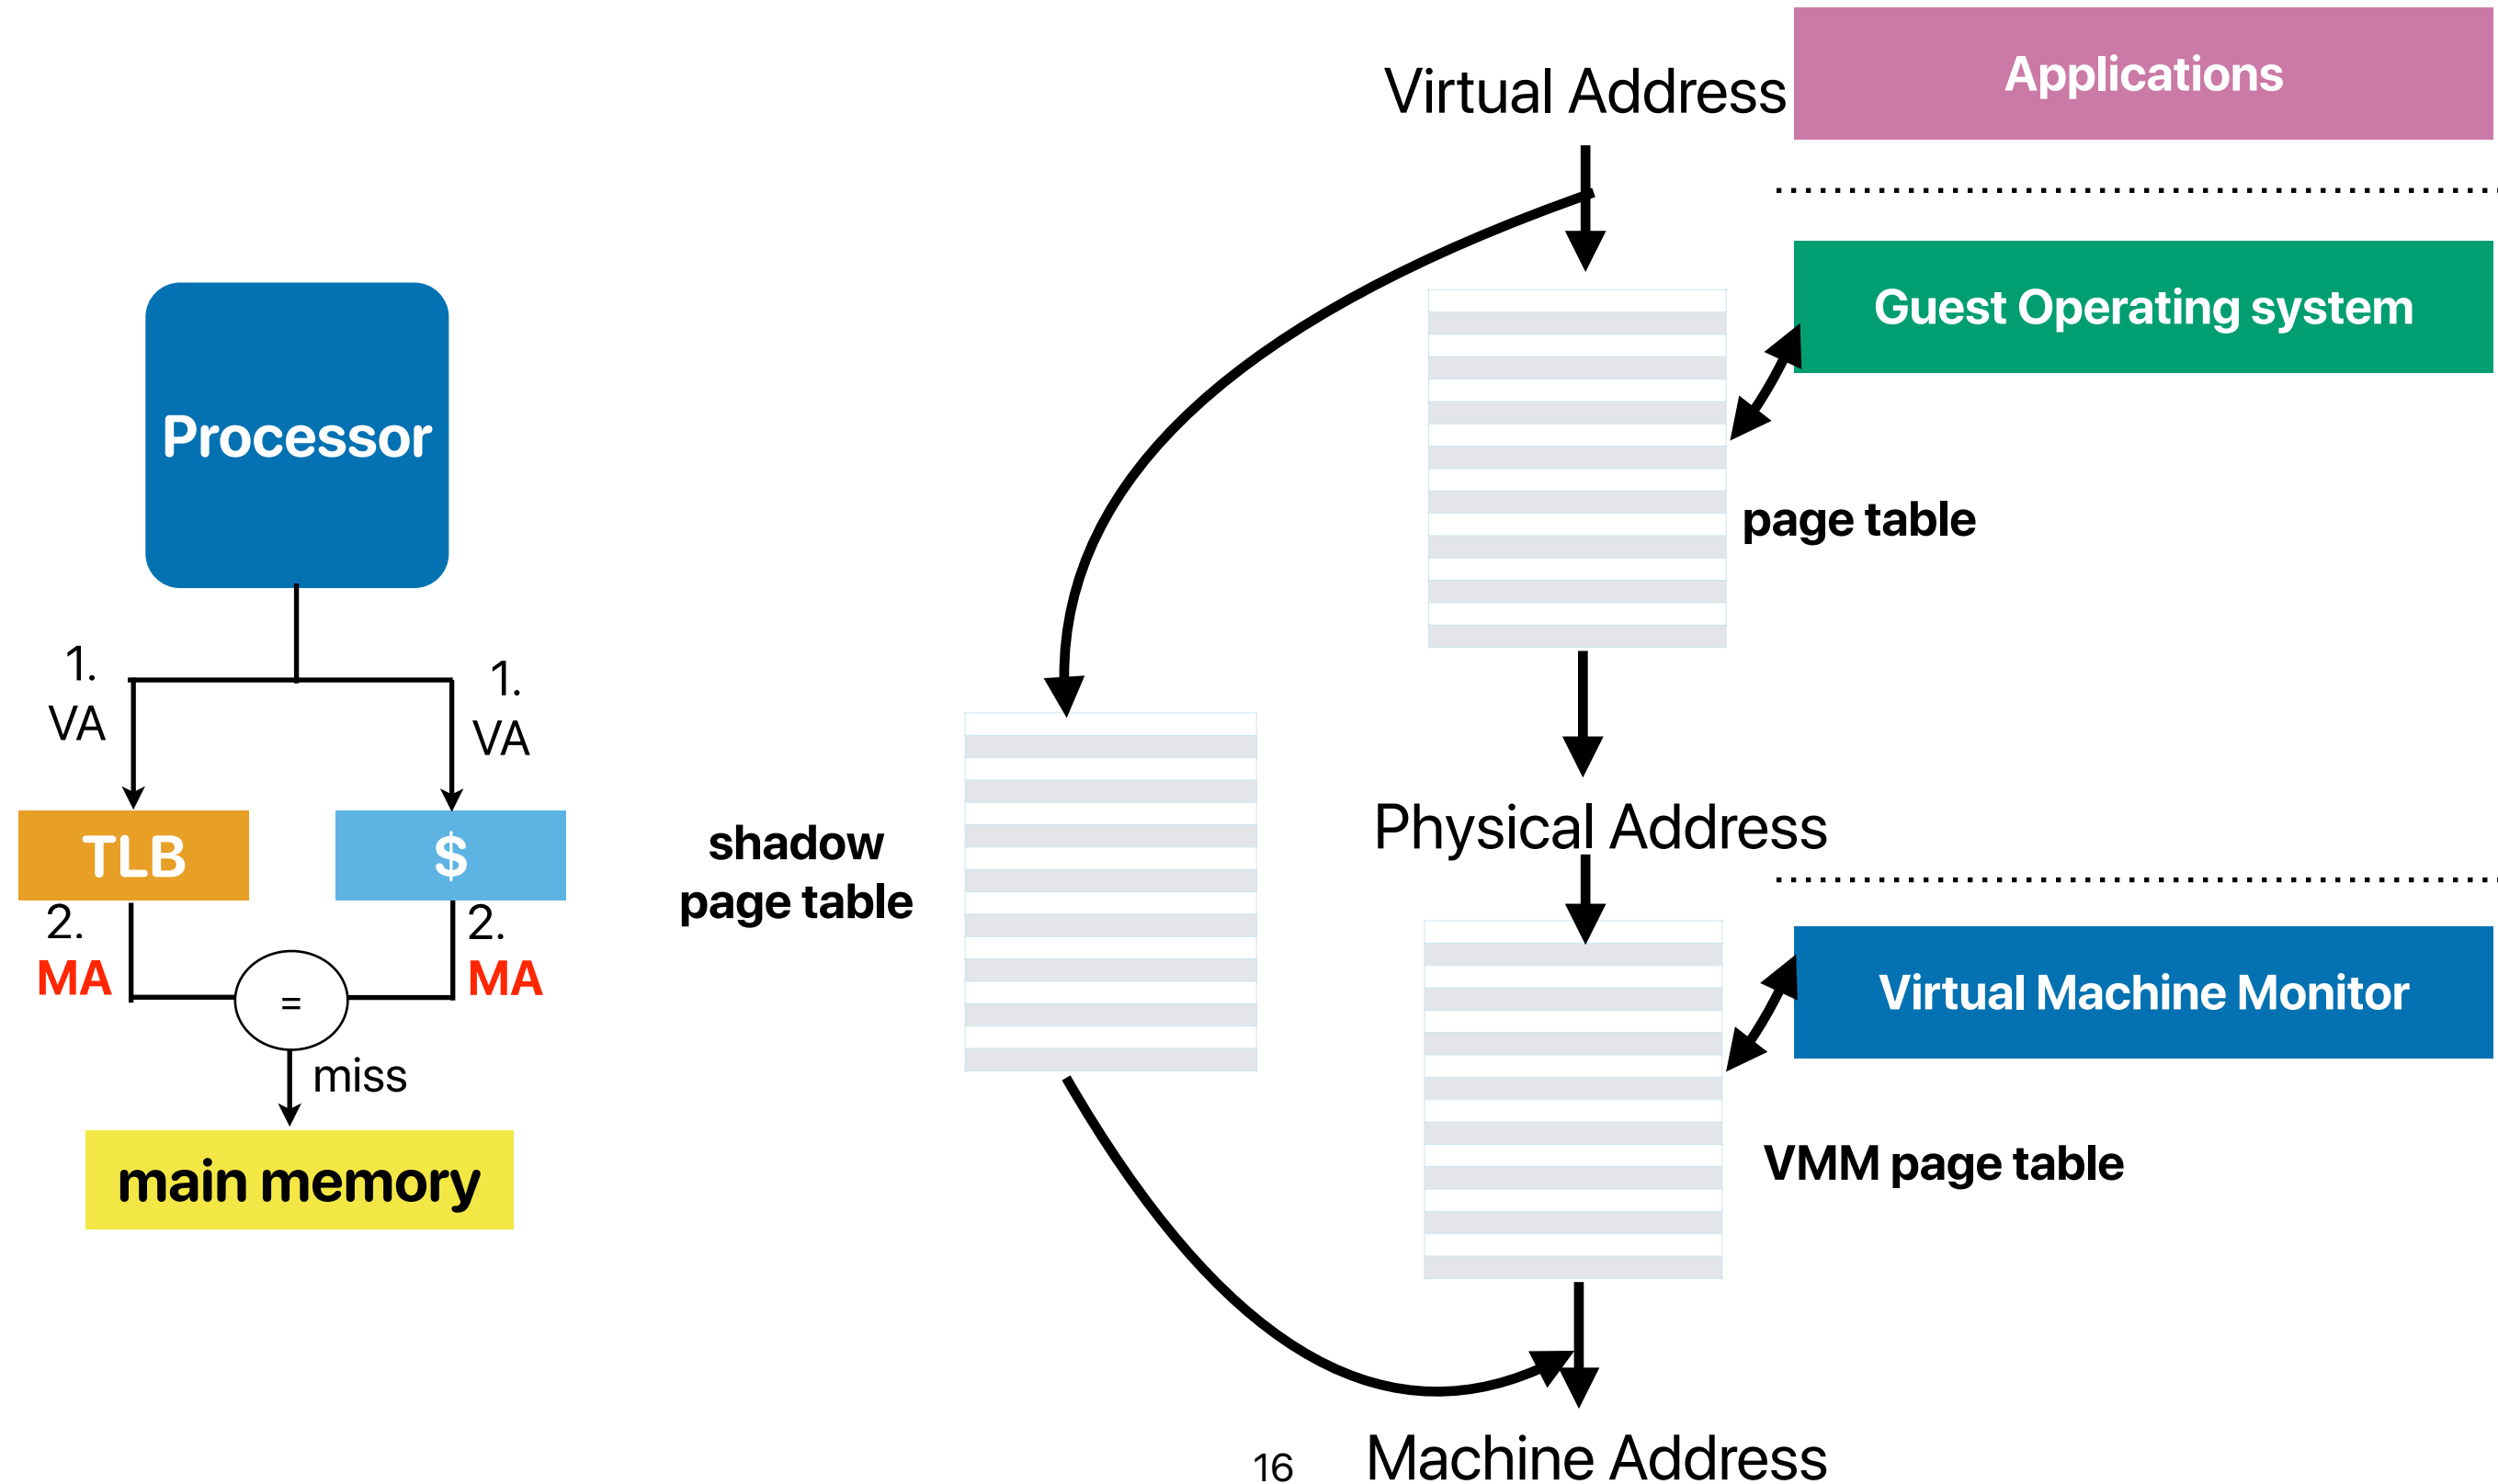 Applications
Virtual Address
Guest Operating system
Processor
page table
1.
VA
1.
VA
TLB
$
Physical Address
shadow
page table
2.
MA
2.
MA
=
Virtual Machine Monitor
miss
main memory
VMM page table
Machine Address
16